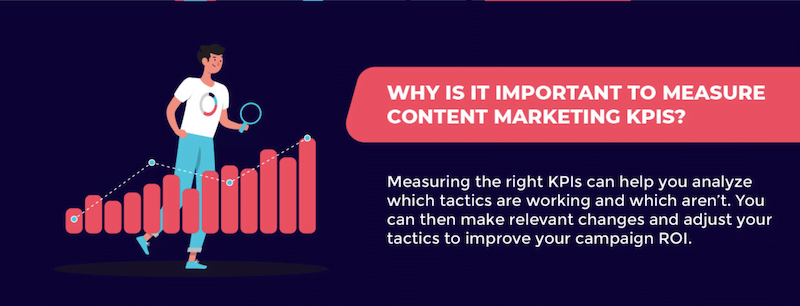 WHY IS IT IMPORTANT TO MEASURE
CONTENT MARKETING KPIS?
Measuring the right KPIs can help you analyze
which tactics are working and which aren't. You
can then make relevant changes and adjust your
tactics to improve your campaign ROI.